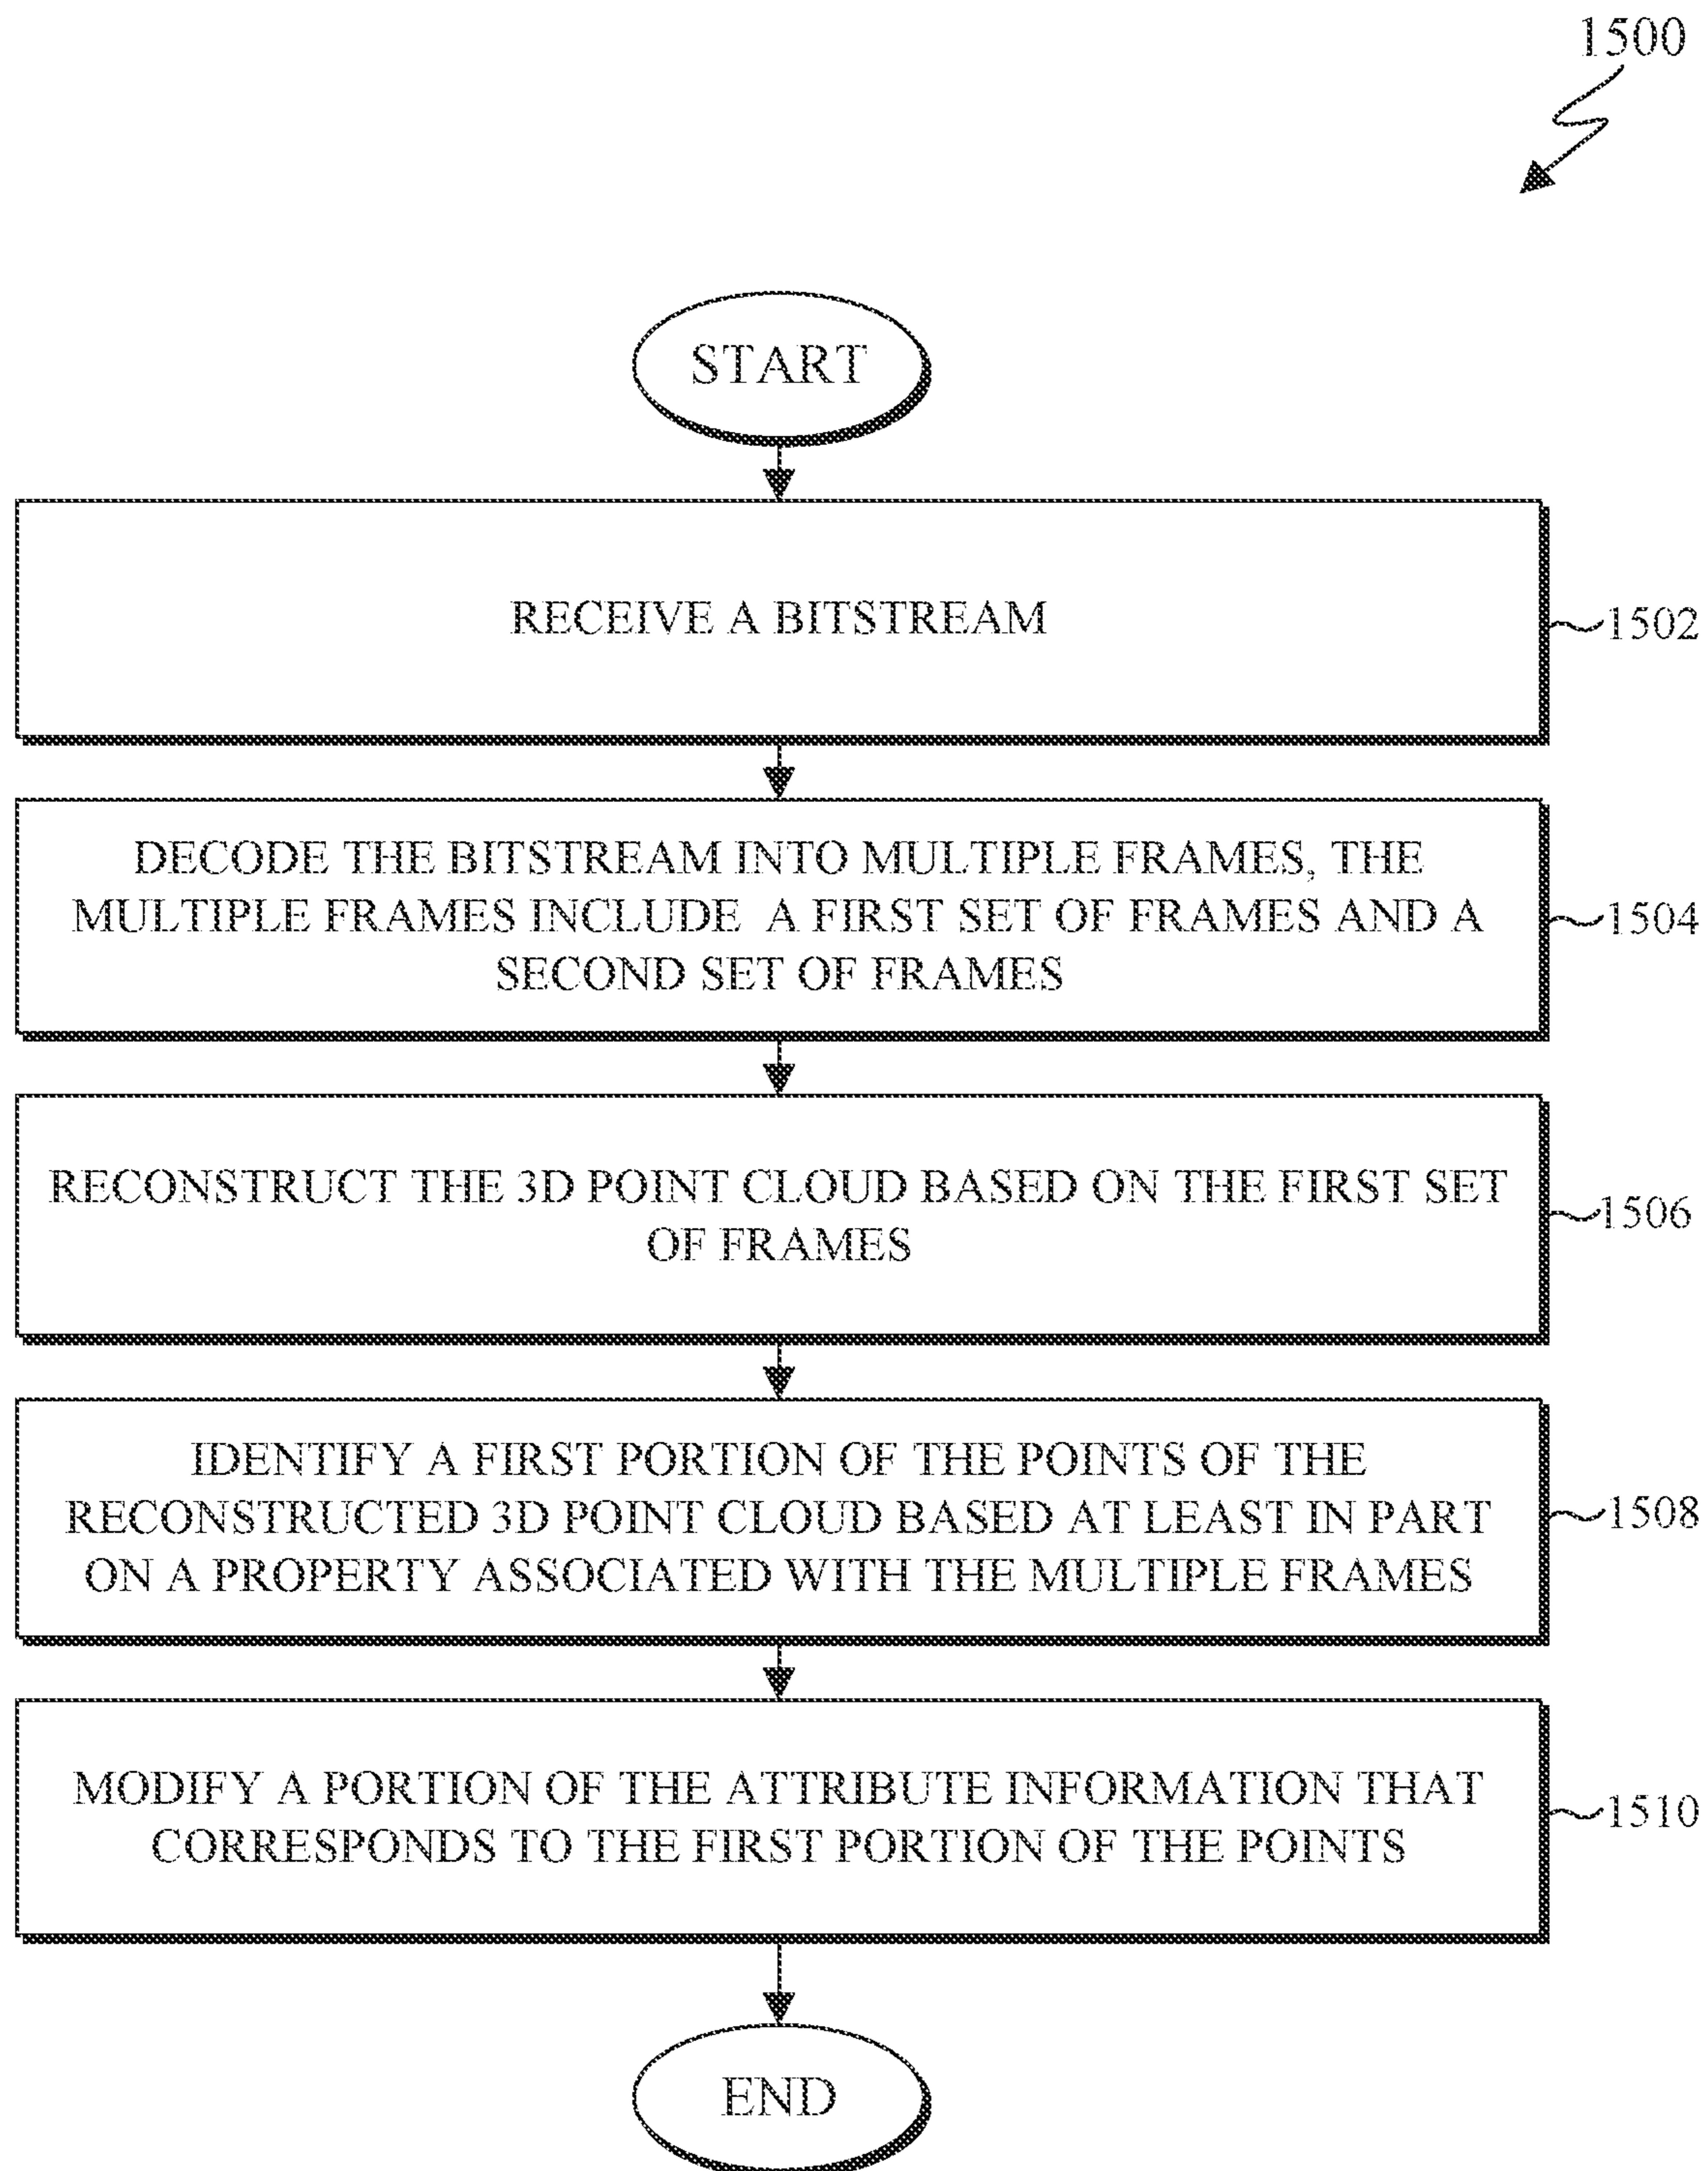 1500
START
RECEIVE A BITSTREAM
1502
DECODE THE BITSTREAM INTO MULTIPLE FRAMES, THE
MULTIPLE FRAMES INCLUDE A FIRST SET OF FRAMES AND A
SECOND SET OF FRAMES
1504
RECONSTRUCT THE 3D POINT CLOUD BASED ON THE FIRST SET
OF FRAMES
1506
IDENTIFY A FIRST PORTION OF THE POINTS OF THE
RECONSTRUCTED 3D POINT CLOUD BASED AT LEAST IN PART
ON A PROPERTY ASSOCIATED WITH THE MULTIPLE FRAMES
1508
MODIFY A PORTION OF THE ATTRIBUTE INFORMATION THAT
CORRESPONDS TO THE FIRST PORTION OF THE POINTS
1510
END